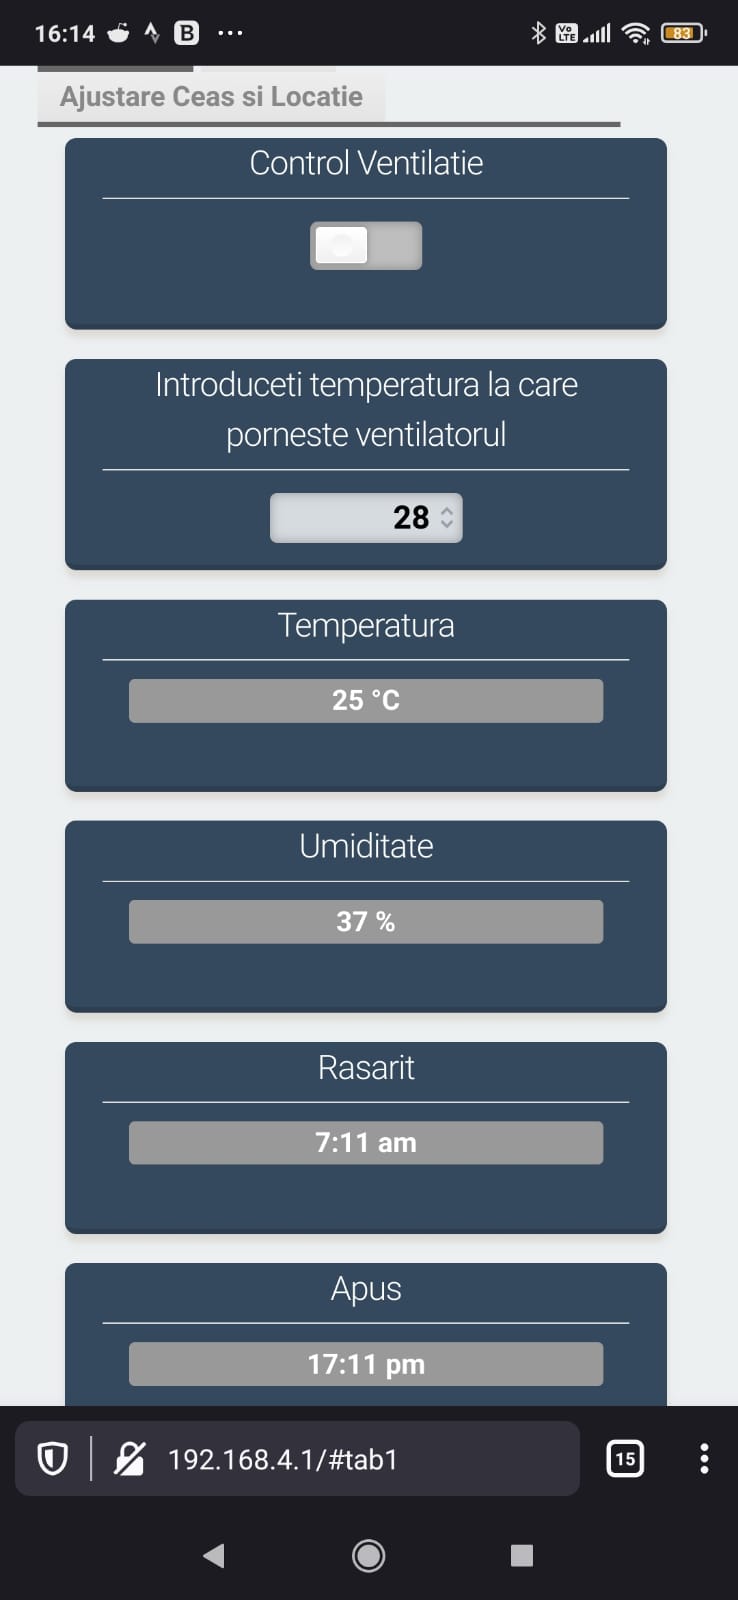 16:14 B ... Vo LTE 83
Ajustare Ceas si Locatie
Control Ventilatie
Introduceti temperatura la care
porneste ventilatorul
28
Temperatura
25 °C
Umiditate
37 %
Rasarit
7:11 am
Apus
17:11 pm
192.168.4.1/#tab1 15